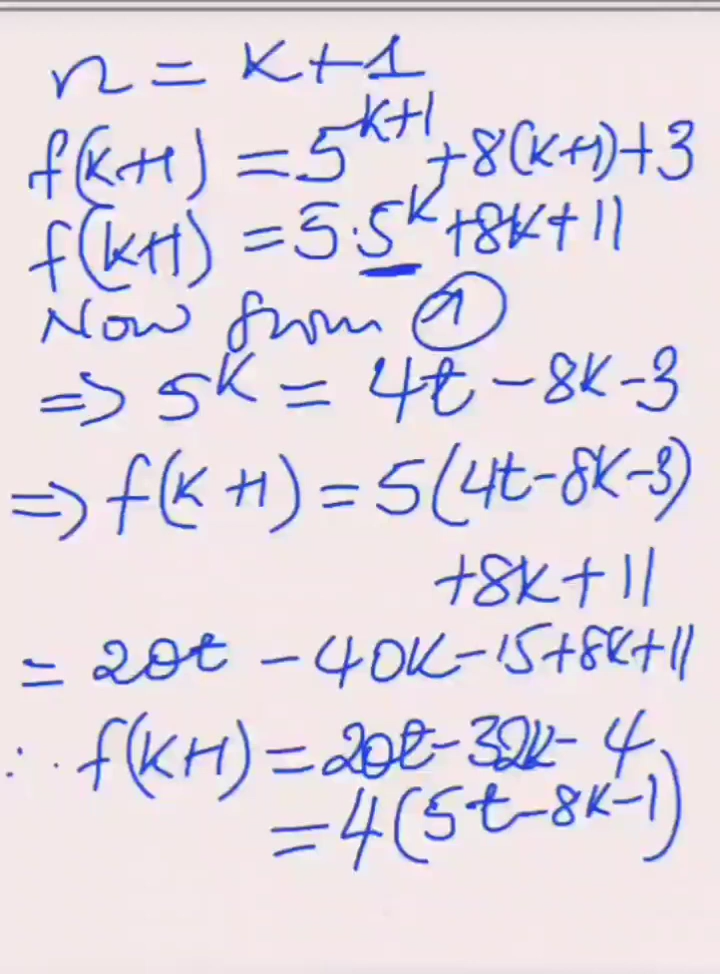 n = k+1
f(k+1) = 5^{k+1} + 8(k+1)+3
f(k+1) = 5·5^k + 8k + 11
Now from ①
=> 5^k = 4t - 8k - 3
=> f(k+1) = 5(4t-8k-3)
+8k+11
= 20t - 40k - 15 + 8k + 11
∴ f(k+1) = 20t - 32k - 4
= 4(5t-8k-1)